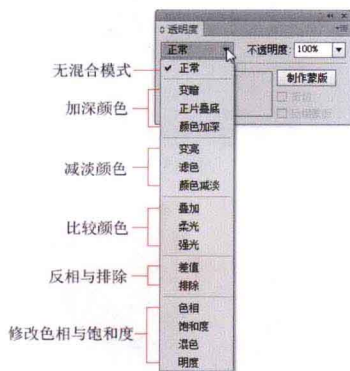 透明度
正常
不透明度: 100%
制作蒙版
无混合模式
正常
加深颜色
变暗
正片叠底
颜色加深
减淡颜色
变亮
滤色
颜色减淡
比较颜色
叠加
柔光
强光
反相与排除
差值
排除
修改色相与饱和度
色相
饱和度
混色
明度